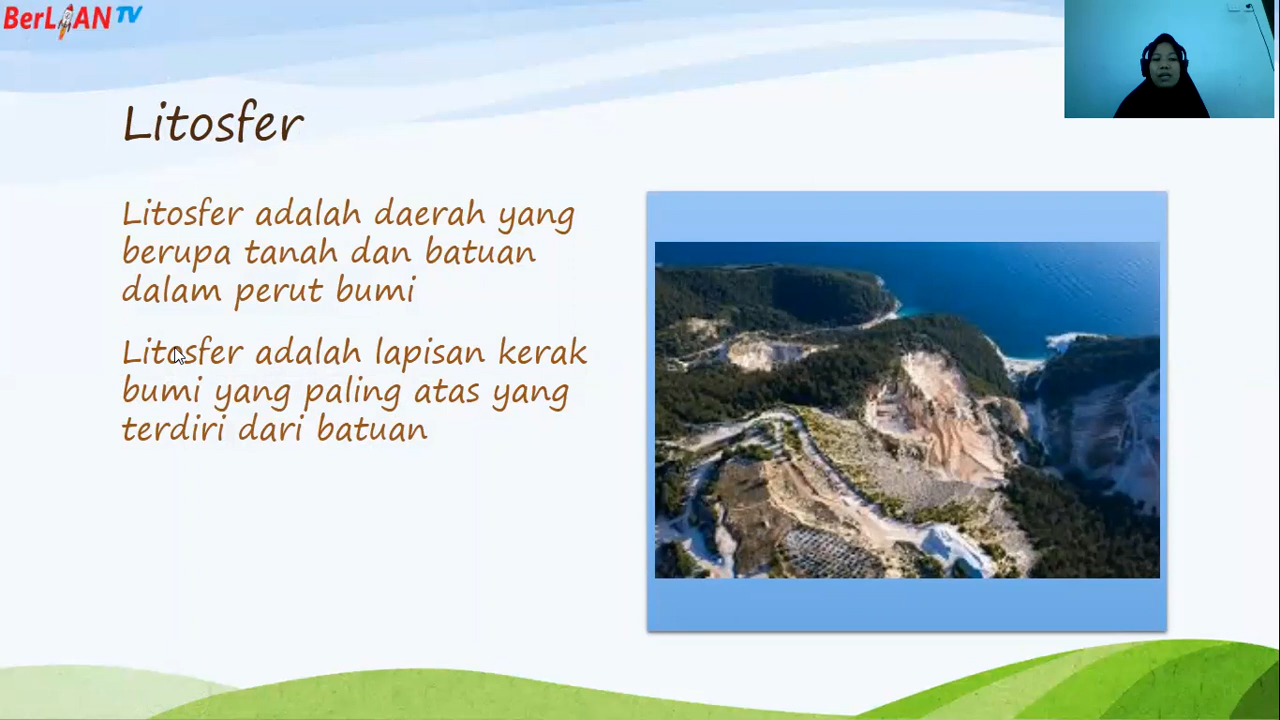 BerLIAN TV
Litosfer
Litosfer adalah daerah yang
berupa tanah dan batuan
dalam perut bumi
Litosfer adalah lapisan kerak
bumi yang paling atas yang
terdiri dari batuan